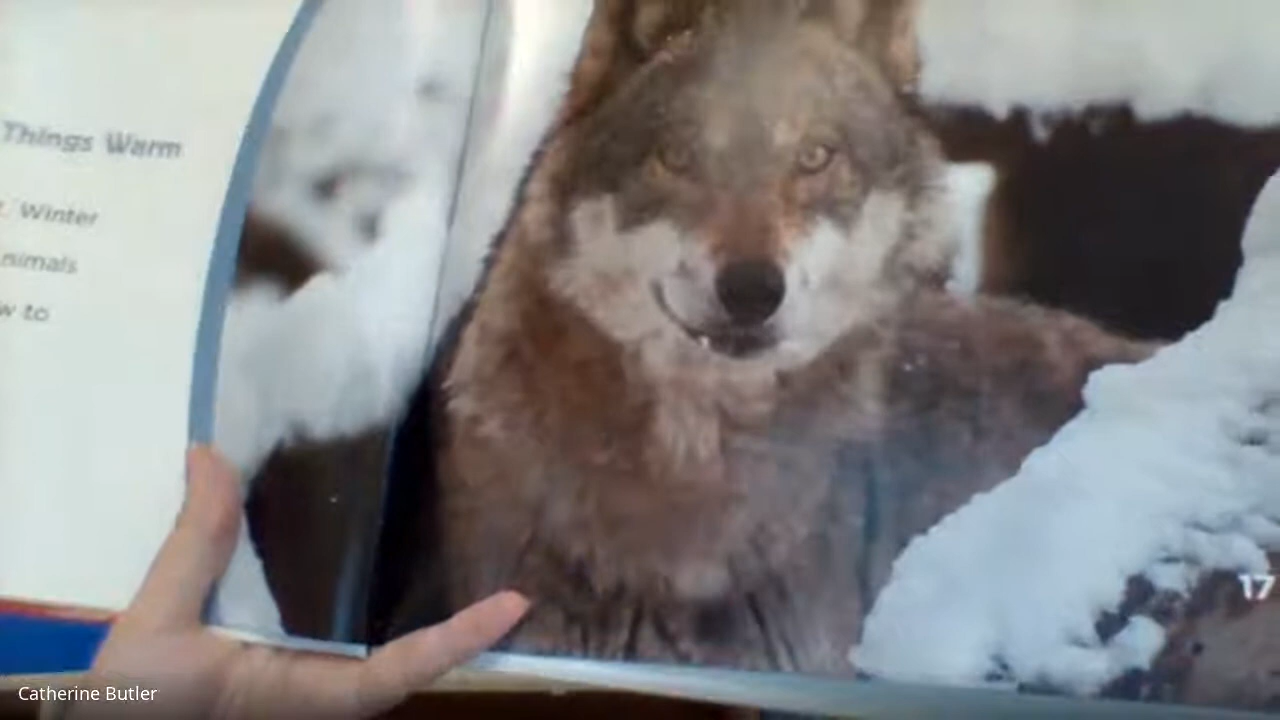 Things Warm
Winter
nimals
w to
17
Catherine Butler